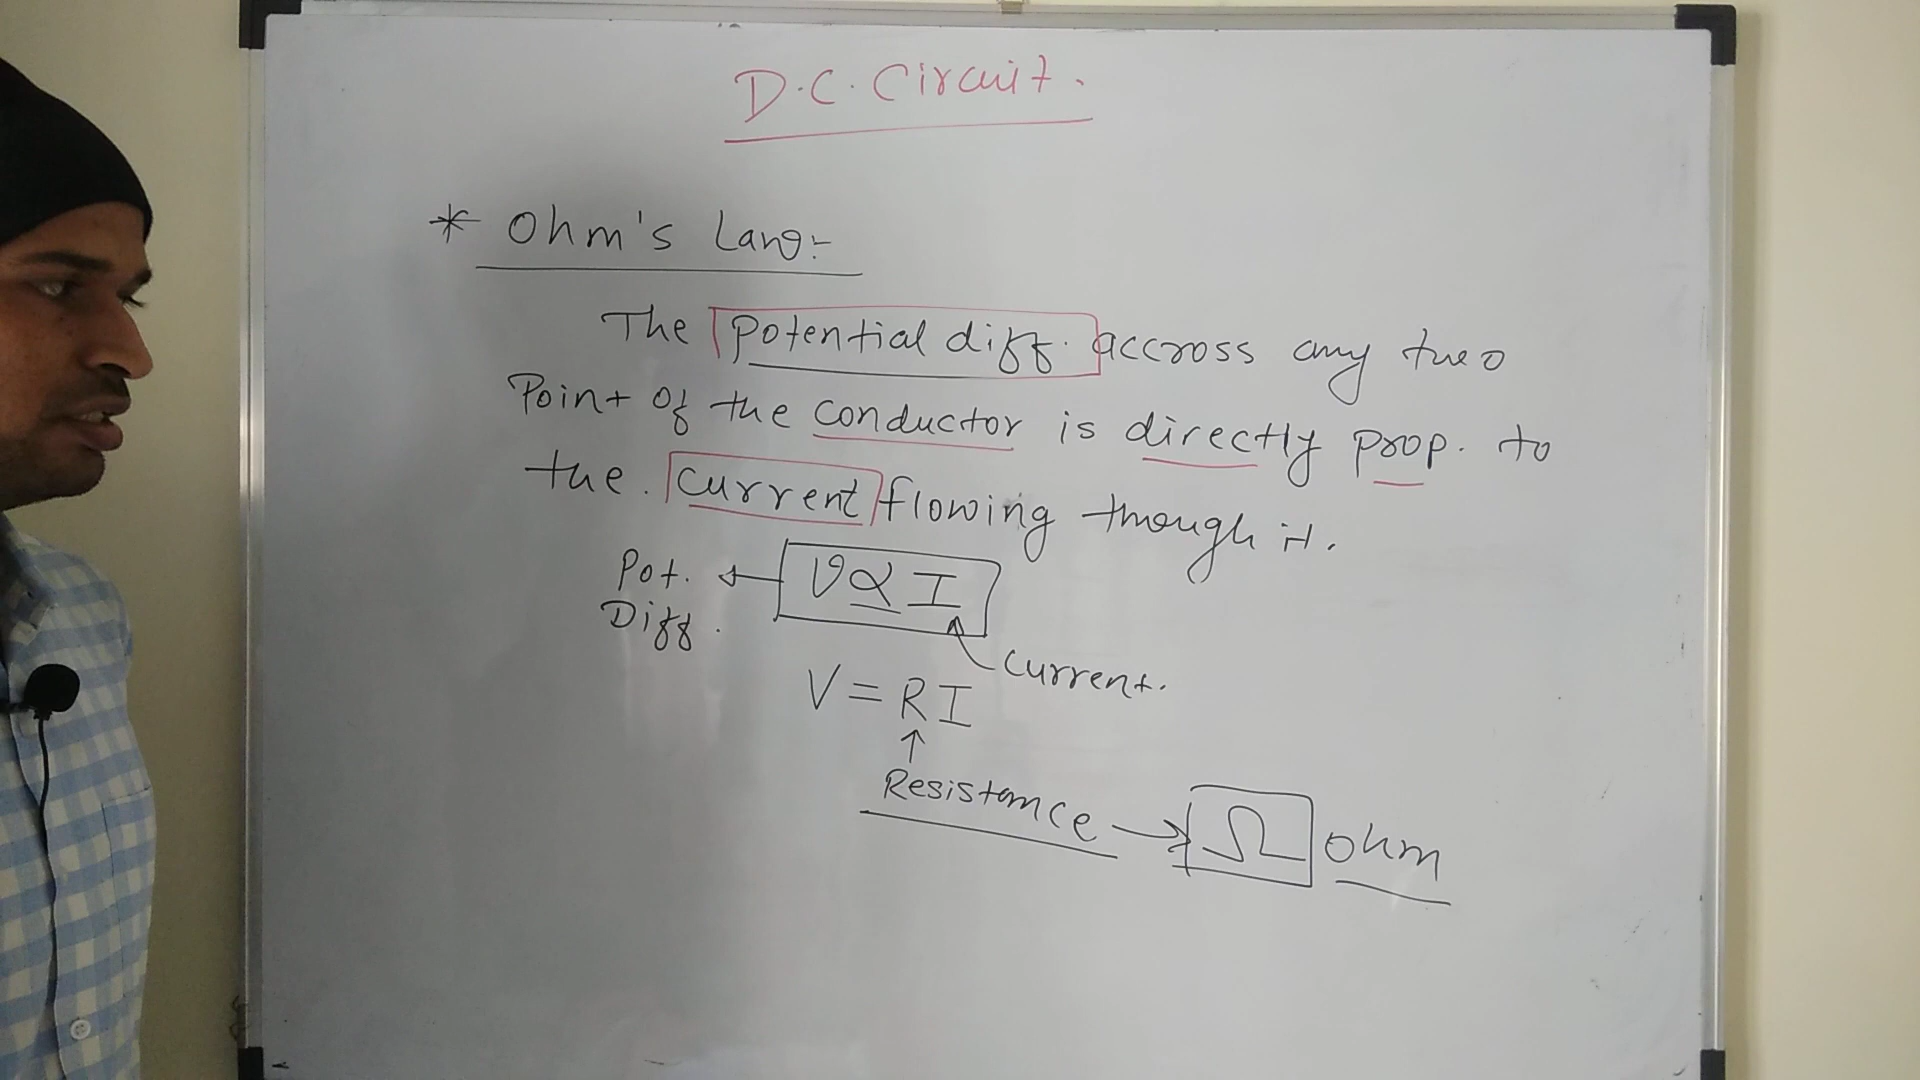 D.C. Circuit.
* Ohm's Lang:-
The Potential diff. accross any two
Point of the conductor is directly prop. to
the. current flowing through it.
Pot. V ∝ I
Diff.
current.
V = RI
↑
Resistance → Ω ohm